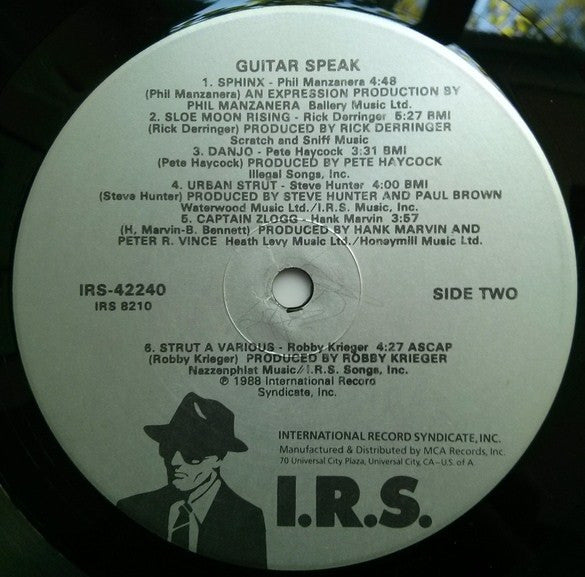 GUITAR SPEAK
1. SPHINX - Phil Manzanera 4:48
(Phil Manzanera) AN EXPRESSION PRODUCTION BY
PHIL MANZANERA Ballery Music Ltd.
2. SLOE MOON RISING - Rick Derringer 5:27 BMI
(Rick Derringer) PRODUCED BY RICK DERRINGER
Scratch and Sniff Music
3. DANJO - Pete Haycock 3:31 BMI
(Pete Haycock) PRODUCED BY PETE HAYCOCK
Illegal Songs, Inc.
4. URBAN STRUT - Steve Hunter 4:00 BMI
(Steve Hunter) PRODUCED BY STEVE HUNTER AND PAUL BROWN
Waterwood Music Ltd./I.R.S. Music, Inc.
5. CAPTAIN ZLOGG - Hank Marvin 3:57
(H. Marvin-B. Bennett) PRODUCED BY HANK MARVIN AND
PETER R. VINCE Heath Levy Music Ltd./Honeymill Music Ltd.
IRS-42240
IRS 8210
SIDE TWO
6. STRUT A VARIOUS - Robby Krieger 4:27 ASCAP
(Robby Krieger) PRODUCED BY ROBBY KRIEGER
Nazzenphlat Music/I.R.S. Songs, Inc.
℗ 1988 International Record
Syndicate, Inc.
INTERNATIONAL RECORD SYNDICATE, INC.
Manufactured & Distributed by MCA Records, Inc.
70 Universal City Plaza, Universal City, CA-U.S. of A
I.R.S.